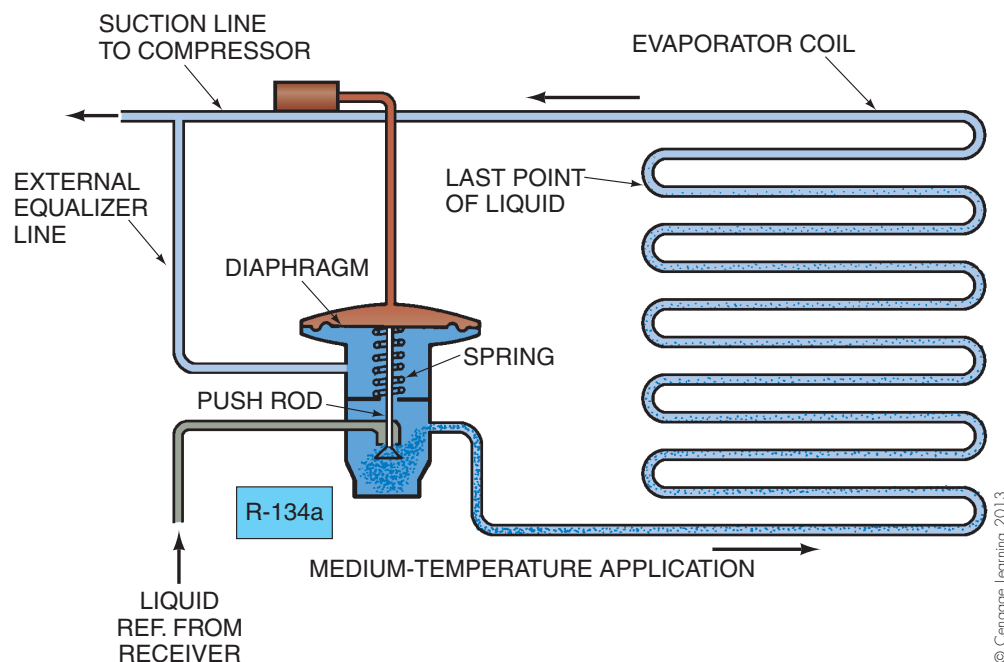 SUCTION LINE
TO COMPRESSOR
EVAPORATOR COIL
EXTERNAL
EQUALIZER
LINE
LAST POINT
OF LIQUID
DIAPHRAGM
SPRING
PUSH ROD
R-134a
MEDIUM-TEMPERATURE APPLICATION
LIQUID
REF. FROM
RECEIVER
© Cengage Learning 2013